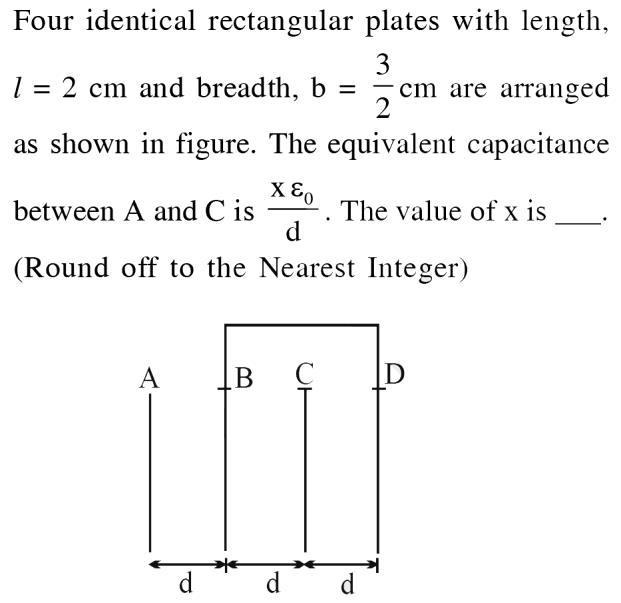 Four identical rectangular plates with length,
l = 2 cm and breadth, b = 3/2 cm are arranged
as shown in figure. The equivalent capacitance
between A and C is xε₀/d. The value of x is ___.
(Round off to the Nearest Integer)
A B C D
d d d